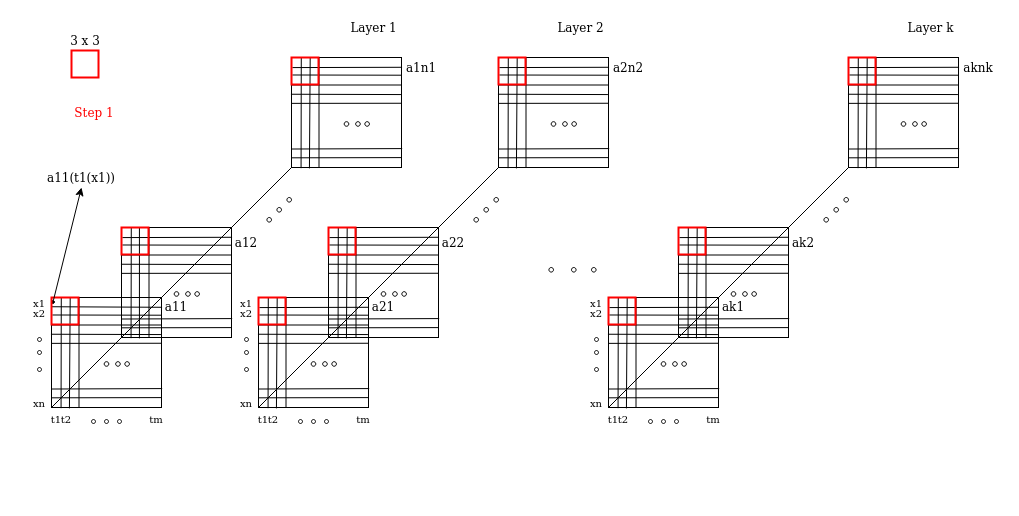 Layer 1
Layer 2
Layer k
3 x 3
Step 1
a1n1
a2n2
aknk
a11(t1(x1))
a12
a22
ak2
x1
x2
a11
xn
t1t2
tm
x1
x2
a21
xn
t1t2
tm
x1
x2
ak1
xn
t1t2
tm